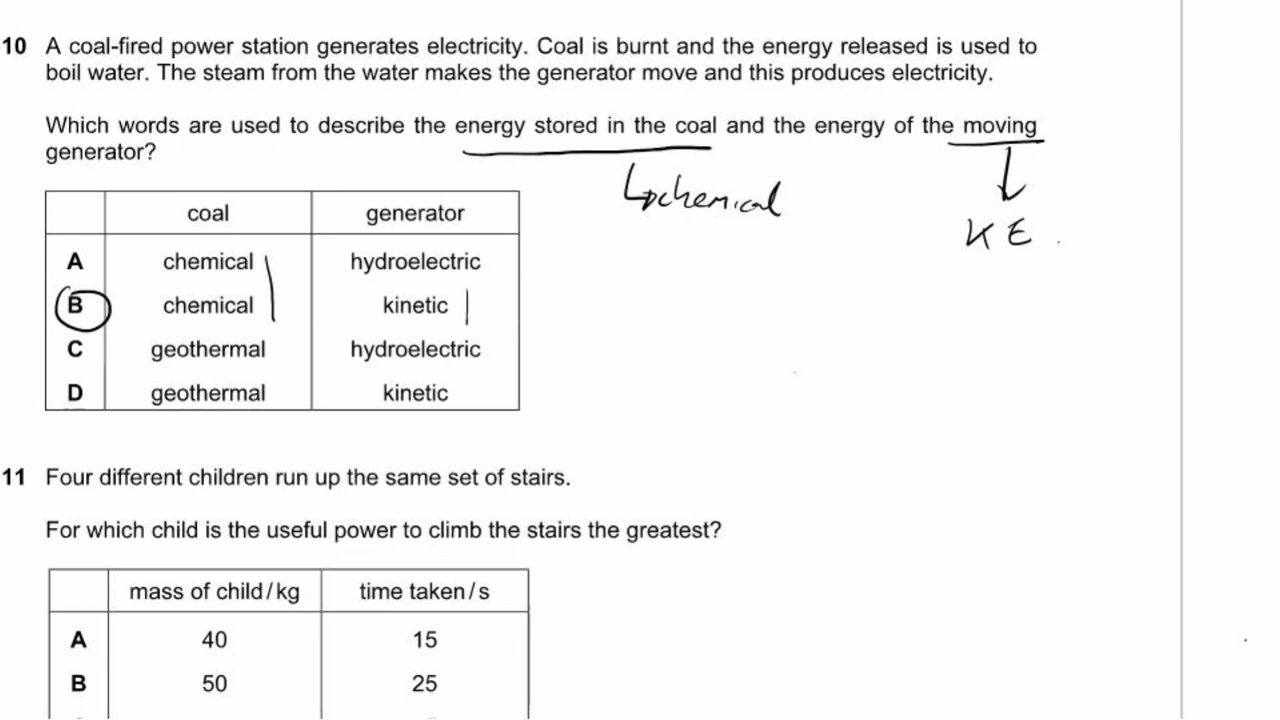 10 A coal-fired power station generates electricity. Coal is burnt and the energy released is used to
boil water. The steam from the water makes the generator move and this produces electricity.
Which words are used to describe the energy stored in the coal and the energy of the moving
generator?
chemical
KE
coal generator
A chemical hydroelectric
B chemical kinetic
C geothermal hydroelectric
D geothermal kinetic
11 Four different children run up the same set of stairs.
For which child is the useful power to climb the stairs the greatest?
mass of child/kg time taken/s
A 40 15
B 50 25